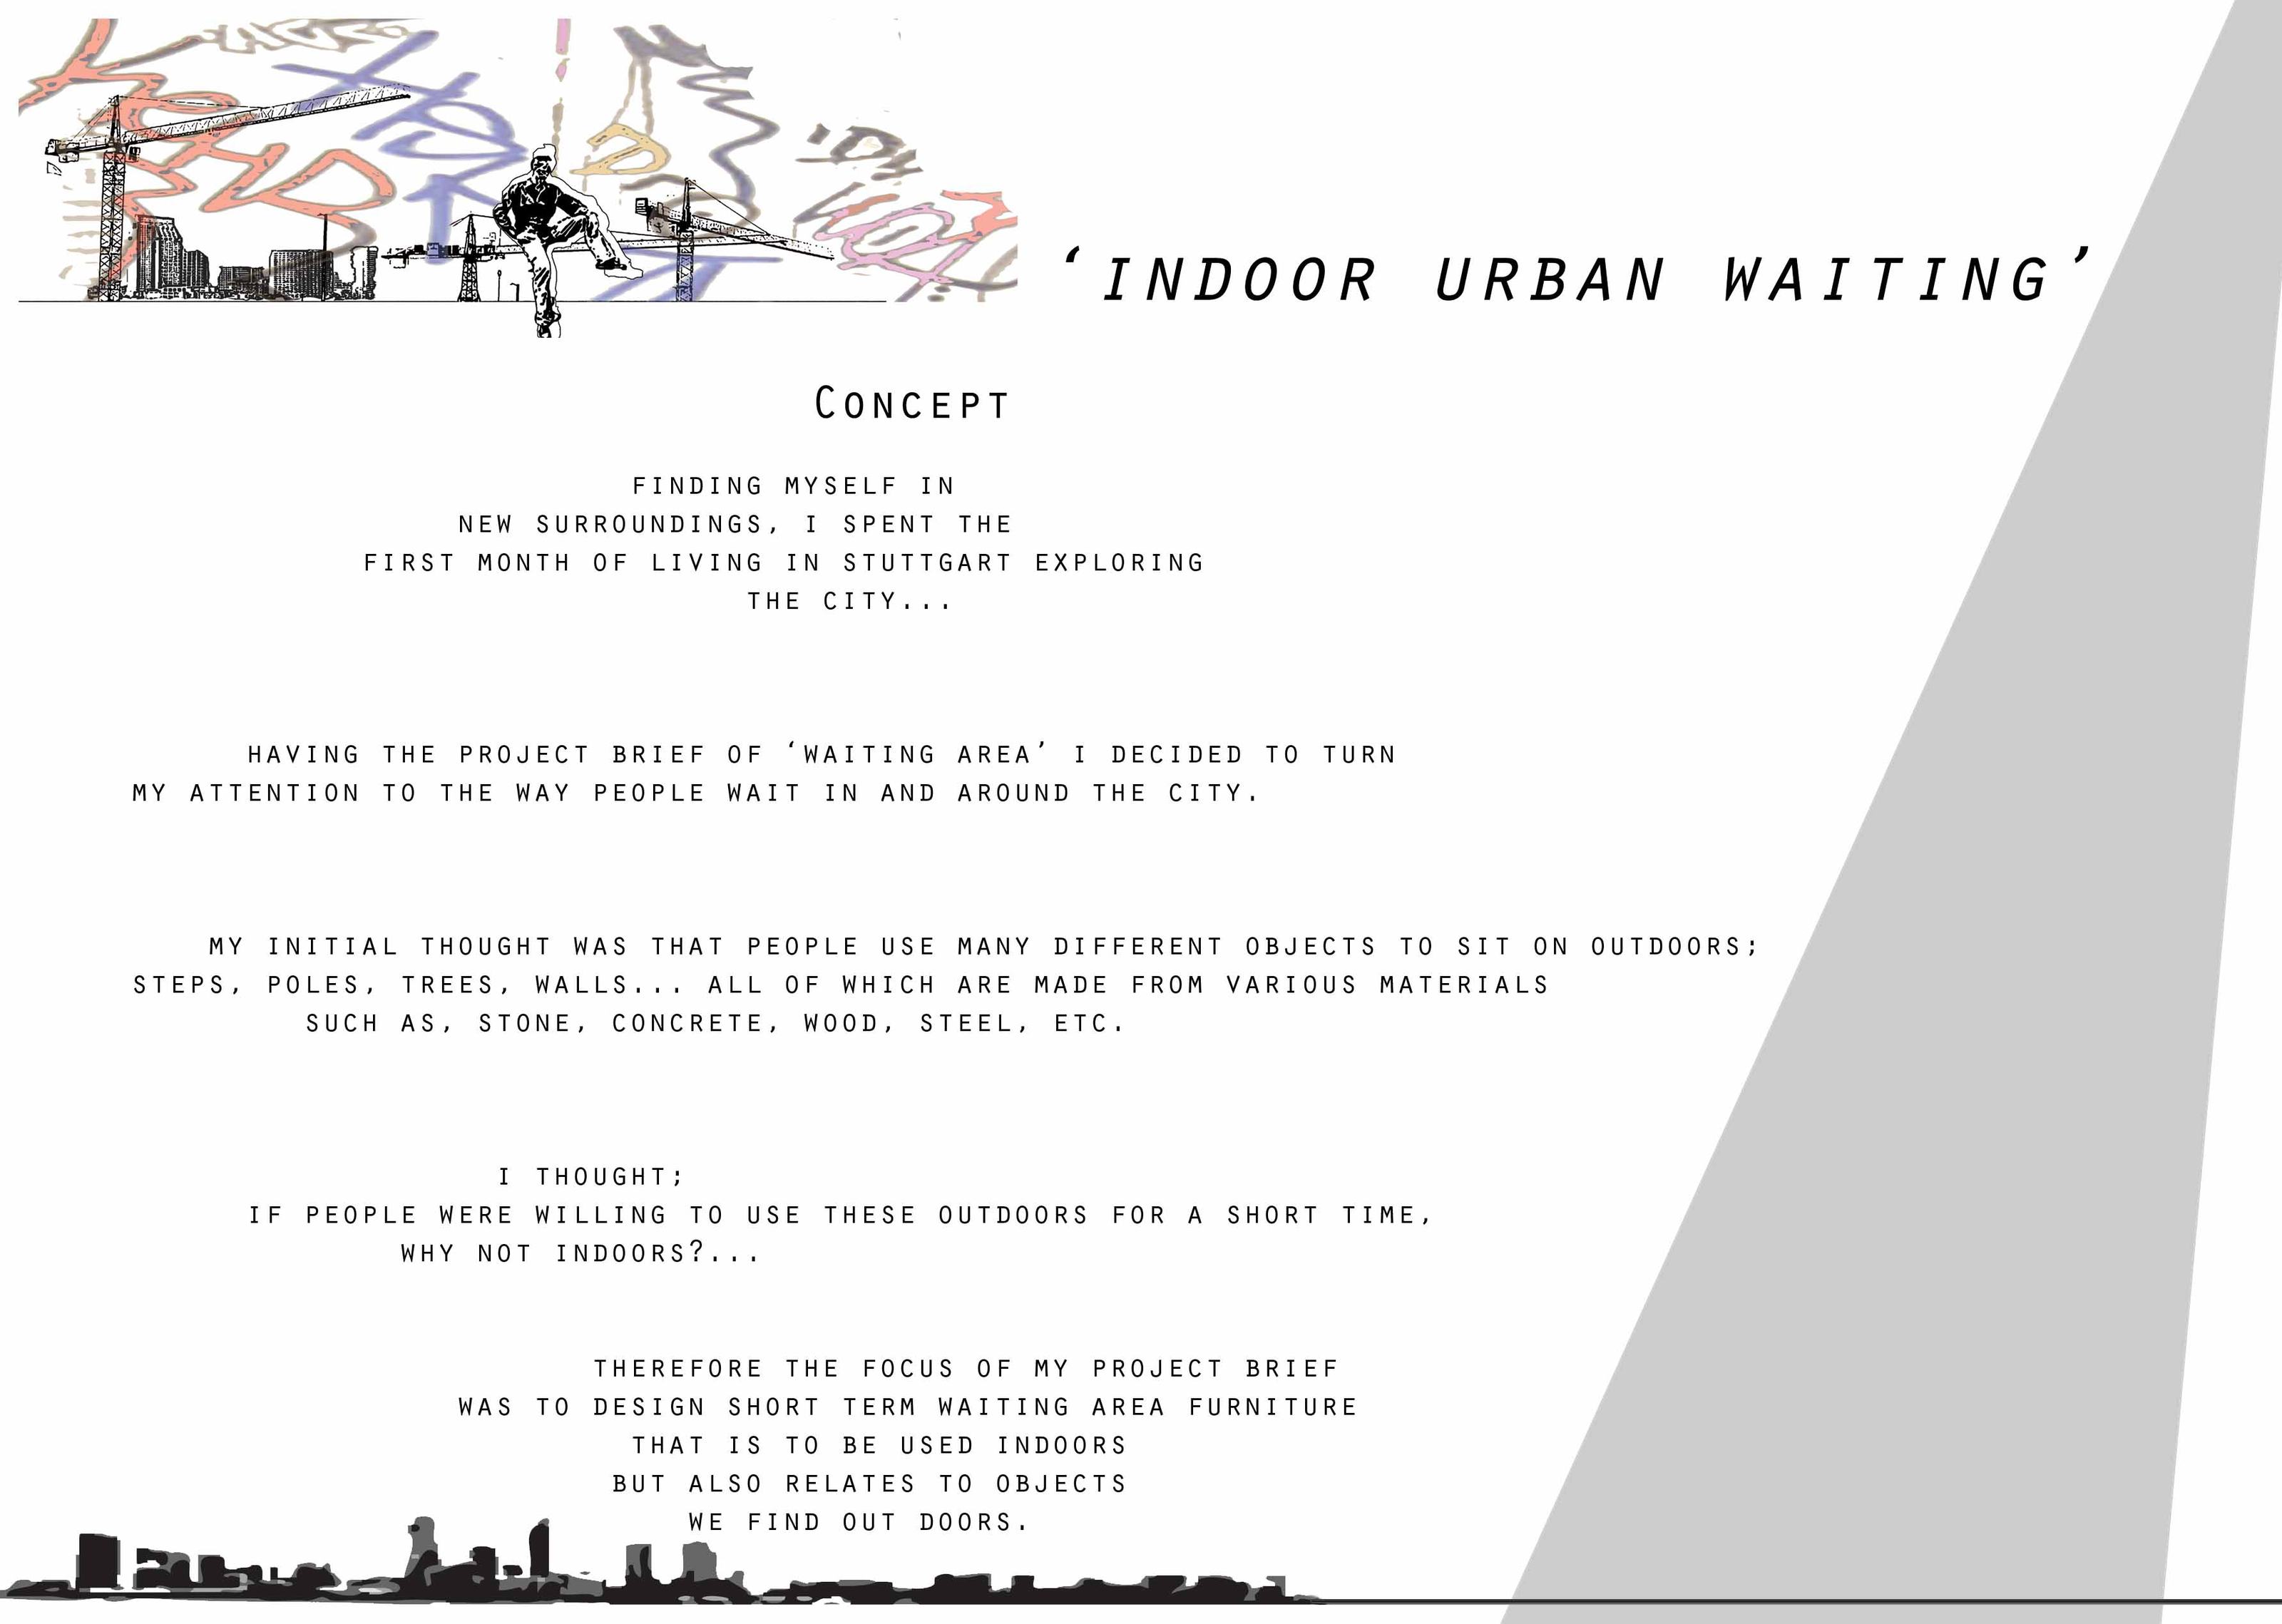 ‘INDOOR URBAN WAITING’
CONCEPT
FINDING MYSELF IN
NEW SURROUNDINGS, I SPENT THE
FIRST MONTH OF LIVING IN STUTTGART EXPLORING
THE CITY...
HAVING THE PROJECT BRIEF OF ‘WAITING AREA’ I DECIDED TO TURN
MY ATTENTION TO THE WAY PEOPLE WAIT IN AND AROUND THE CITY.
MY INITIAL THOUGHT WAS THAT PEOPLE USE MANY DIFFERENT OBJECTS TO SIT ON OUTDOORS;
STEPS, POLES, TREES, WALLS... ALL OF WHICH ARE MADE FROM VARIOUS MATERIALS
SUCH AS, STONE, CONCRETE, WOOD, STEEL, ETC.
I THOUGHT;
IF PEOPLE WERE WILLING TO USE THESE OUTDOORS FOR A SHORT TIME,
WHY NOT INDOORS?...
THEREFORE THE FOCUS OF MY PROJECT BRIEF
WAS TO DESIGN SHORT TERM WAITING AREA FURNITURE
THAT IS TO BE USED INDOORS
BUT ALSO RELATES TO OBJECTS
WE FIND OUT DOORS.